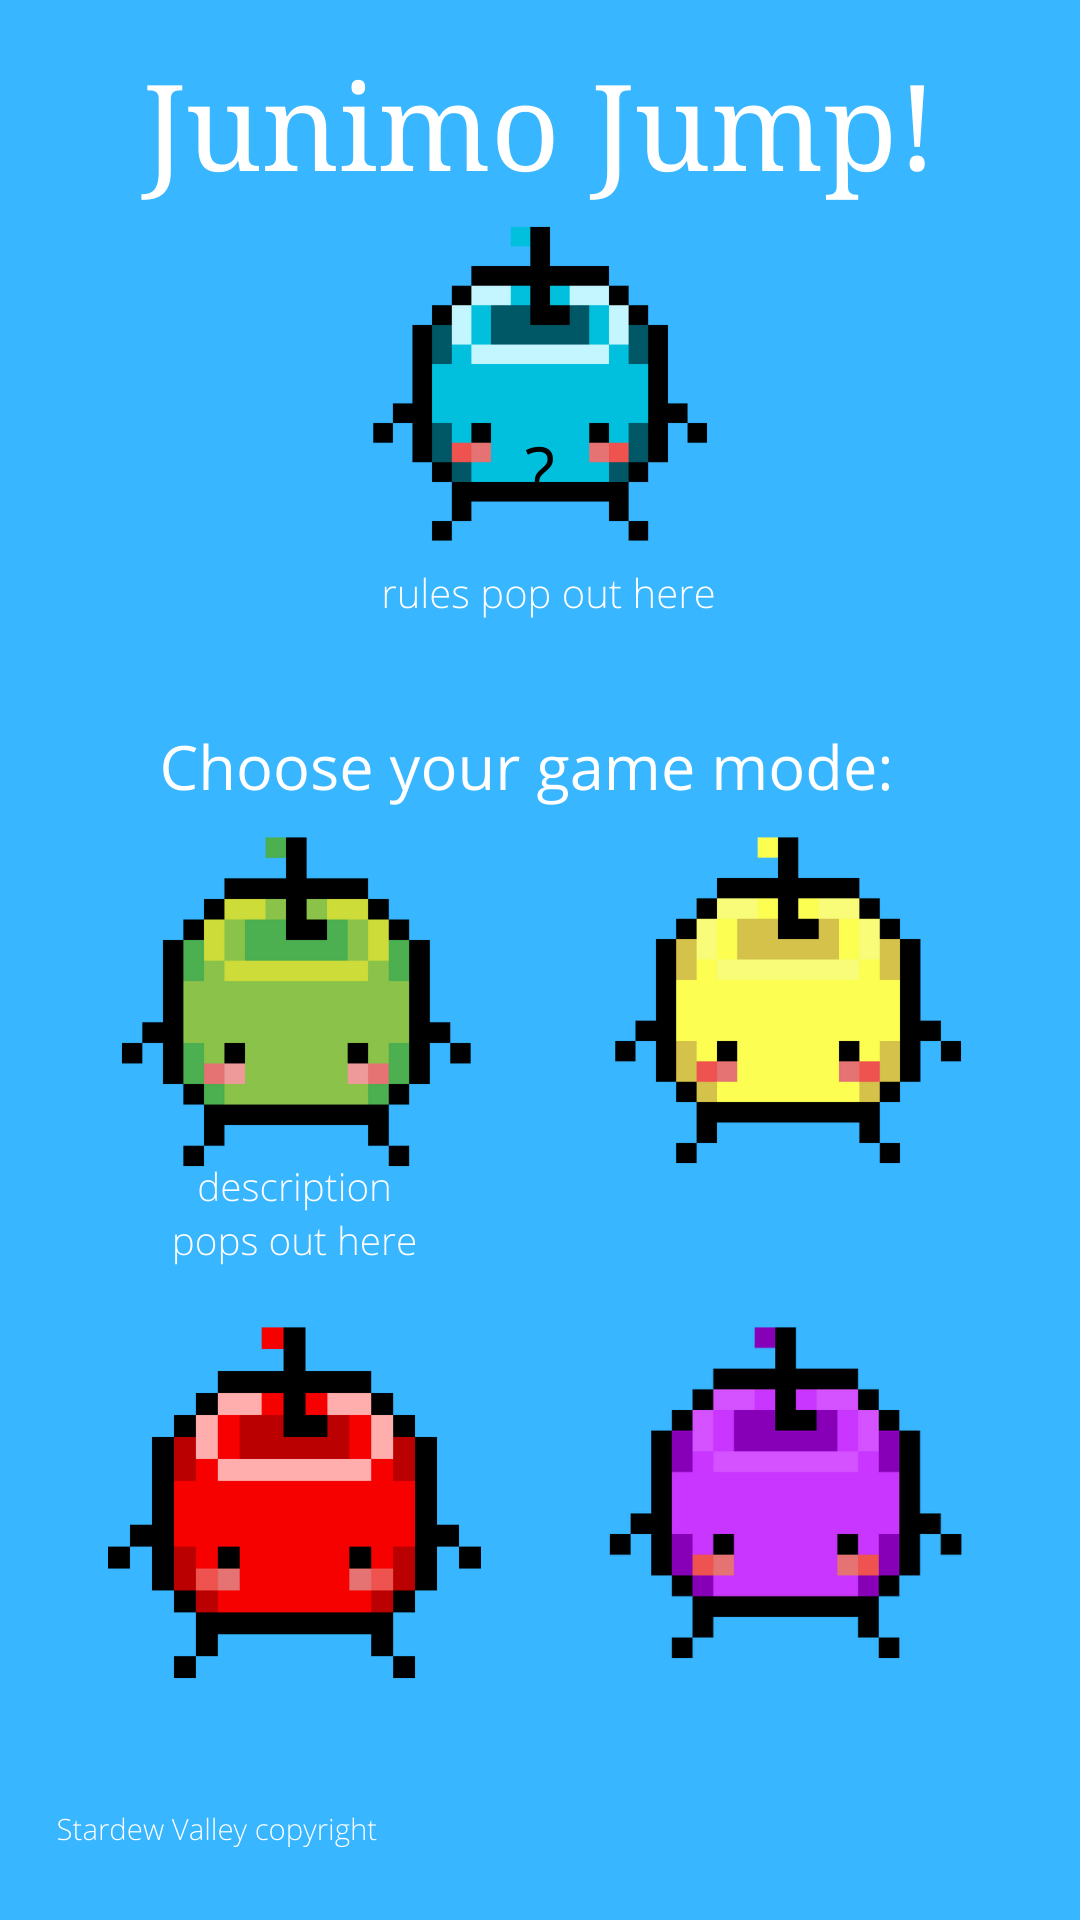 Junimo Jump!
?
rules pop out here
Choose your game mode:
description
pops out here
Stardew Valley copyright